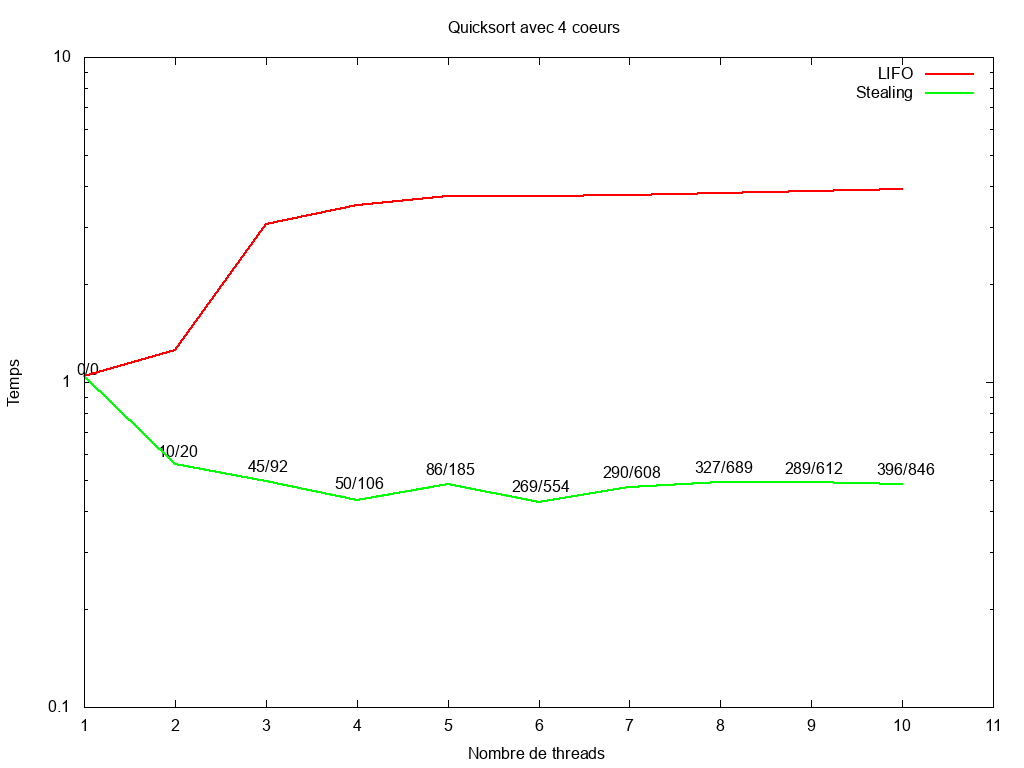 Quicksort avec 4 coeurs
10
LIFO
Stealing
Temps
0/0
1
10/20
45/92
50/106
86/185
269/554
290/608
327/689
289/612
396/846
0.1
1 2 3 4 5 6 7 8 9 10 11
Nombre de threads